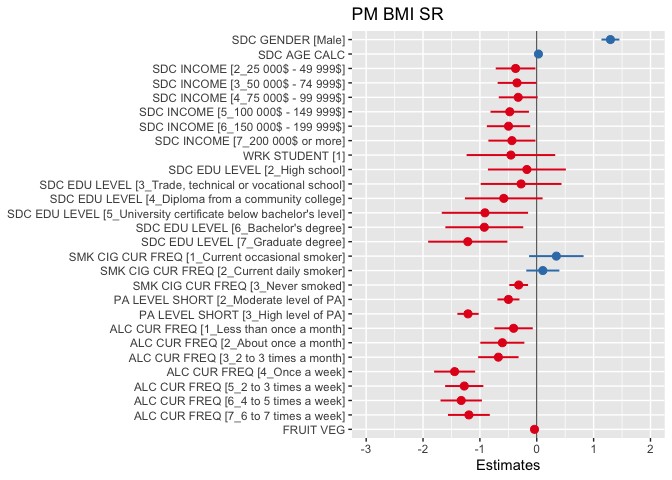 PM BMI SR
SDC GENDER [Male]
SDC AGE CALC
SDC INCOME [2_25 000$ - 49 999$]
SDC INCOME [3_50 000$ - 74 999$]
SDC INCOME [4_75 000$ - 99 999$]
SDC INCOME [5_100 000$ - 149 999$]
SDC INCOME [6_150 000$ - 199 999$]
SDC INCOME [7_200 000$ or more]
WRK STUDENT [1]
SDC EDU LEVEL [2_High school]
SDC EDU LEVEL [3_Trade, technical or vocational school]
SDC EDU LEVEL [4_Diploma from a community college]
SDC EDU LEVEL [5_University certificate below bachelor's level]
SDC EDU LEVEL [6_Bachelor's degree]
SDC EDU LEVEL [7_Graduate degree]
SMK CIG CUR FREQ [1_Current occasional smoker]
SMK CIG CUR FREQ [2_Current daily smoker]
SMK CIG CUR FREQ [3_Never smoked]
PA LEVEL SHORT [2_Moderate level of PA]
PA LEVEL SHORT [3_High level of PA]
ALC CUR FREQ [1_Less than once a month]
ALC CUR FREQ [2_About once a month]
ALC CUR FREQ [3_2 to 3 times a month]
ALC CUR FREQ [4_Once a week]
ALC CUR FREQ [5_2 to 3 times a week]
ALC CUR FREQ [6_4 to 5 times a week]
ALC CUR FREQ [7_6 to 7 times a week]
FRUIT VEG
-3 -2 -1 0 1 2
Estimates